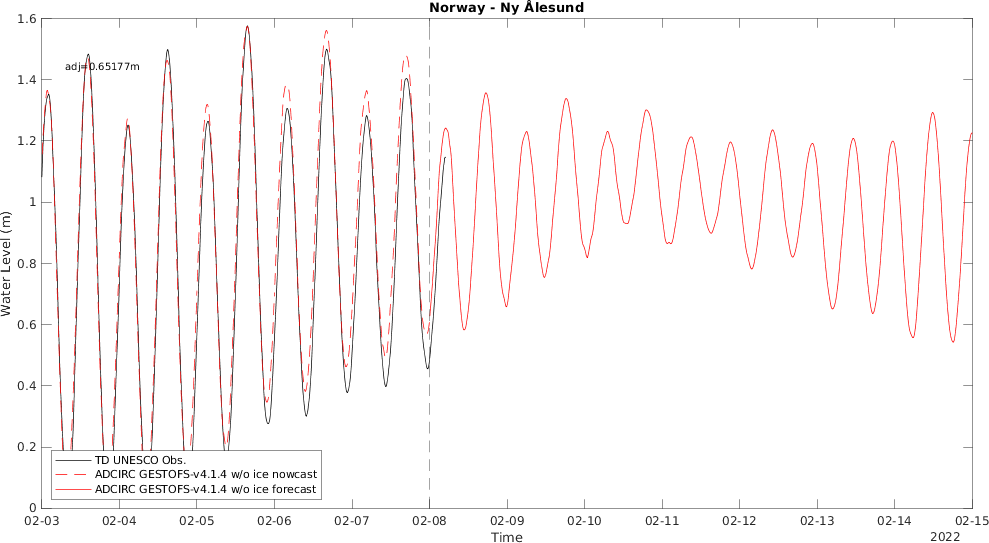 Norway - Ny Ålesund
1.6
1.4
1.2
1
0.8
0.6
0.4
0.2
0
Water Level (m)
adj=0.65177m
TD UNESCO Obs.
ADCIRC GESTOFS-v4.1.4 w/o ice nowcast
ADCIRC GESTOFS-v4.1.4 w/o ice forecast
02-03 02-04 02-05 02-06 02-07 02-08 02-09 02-10 02-11 02-12 02-13 02-14 02-15
Time
2022